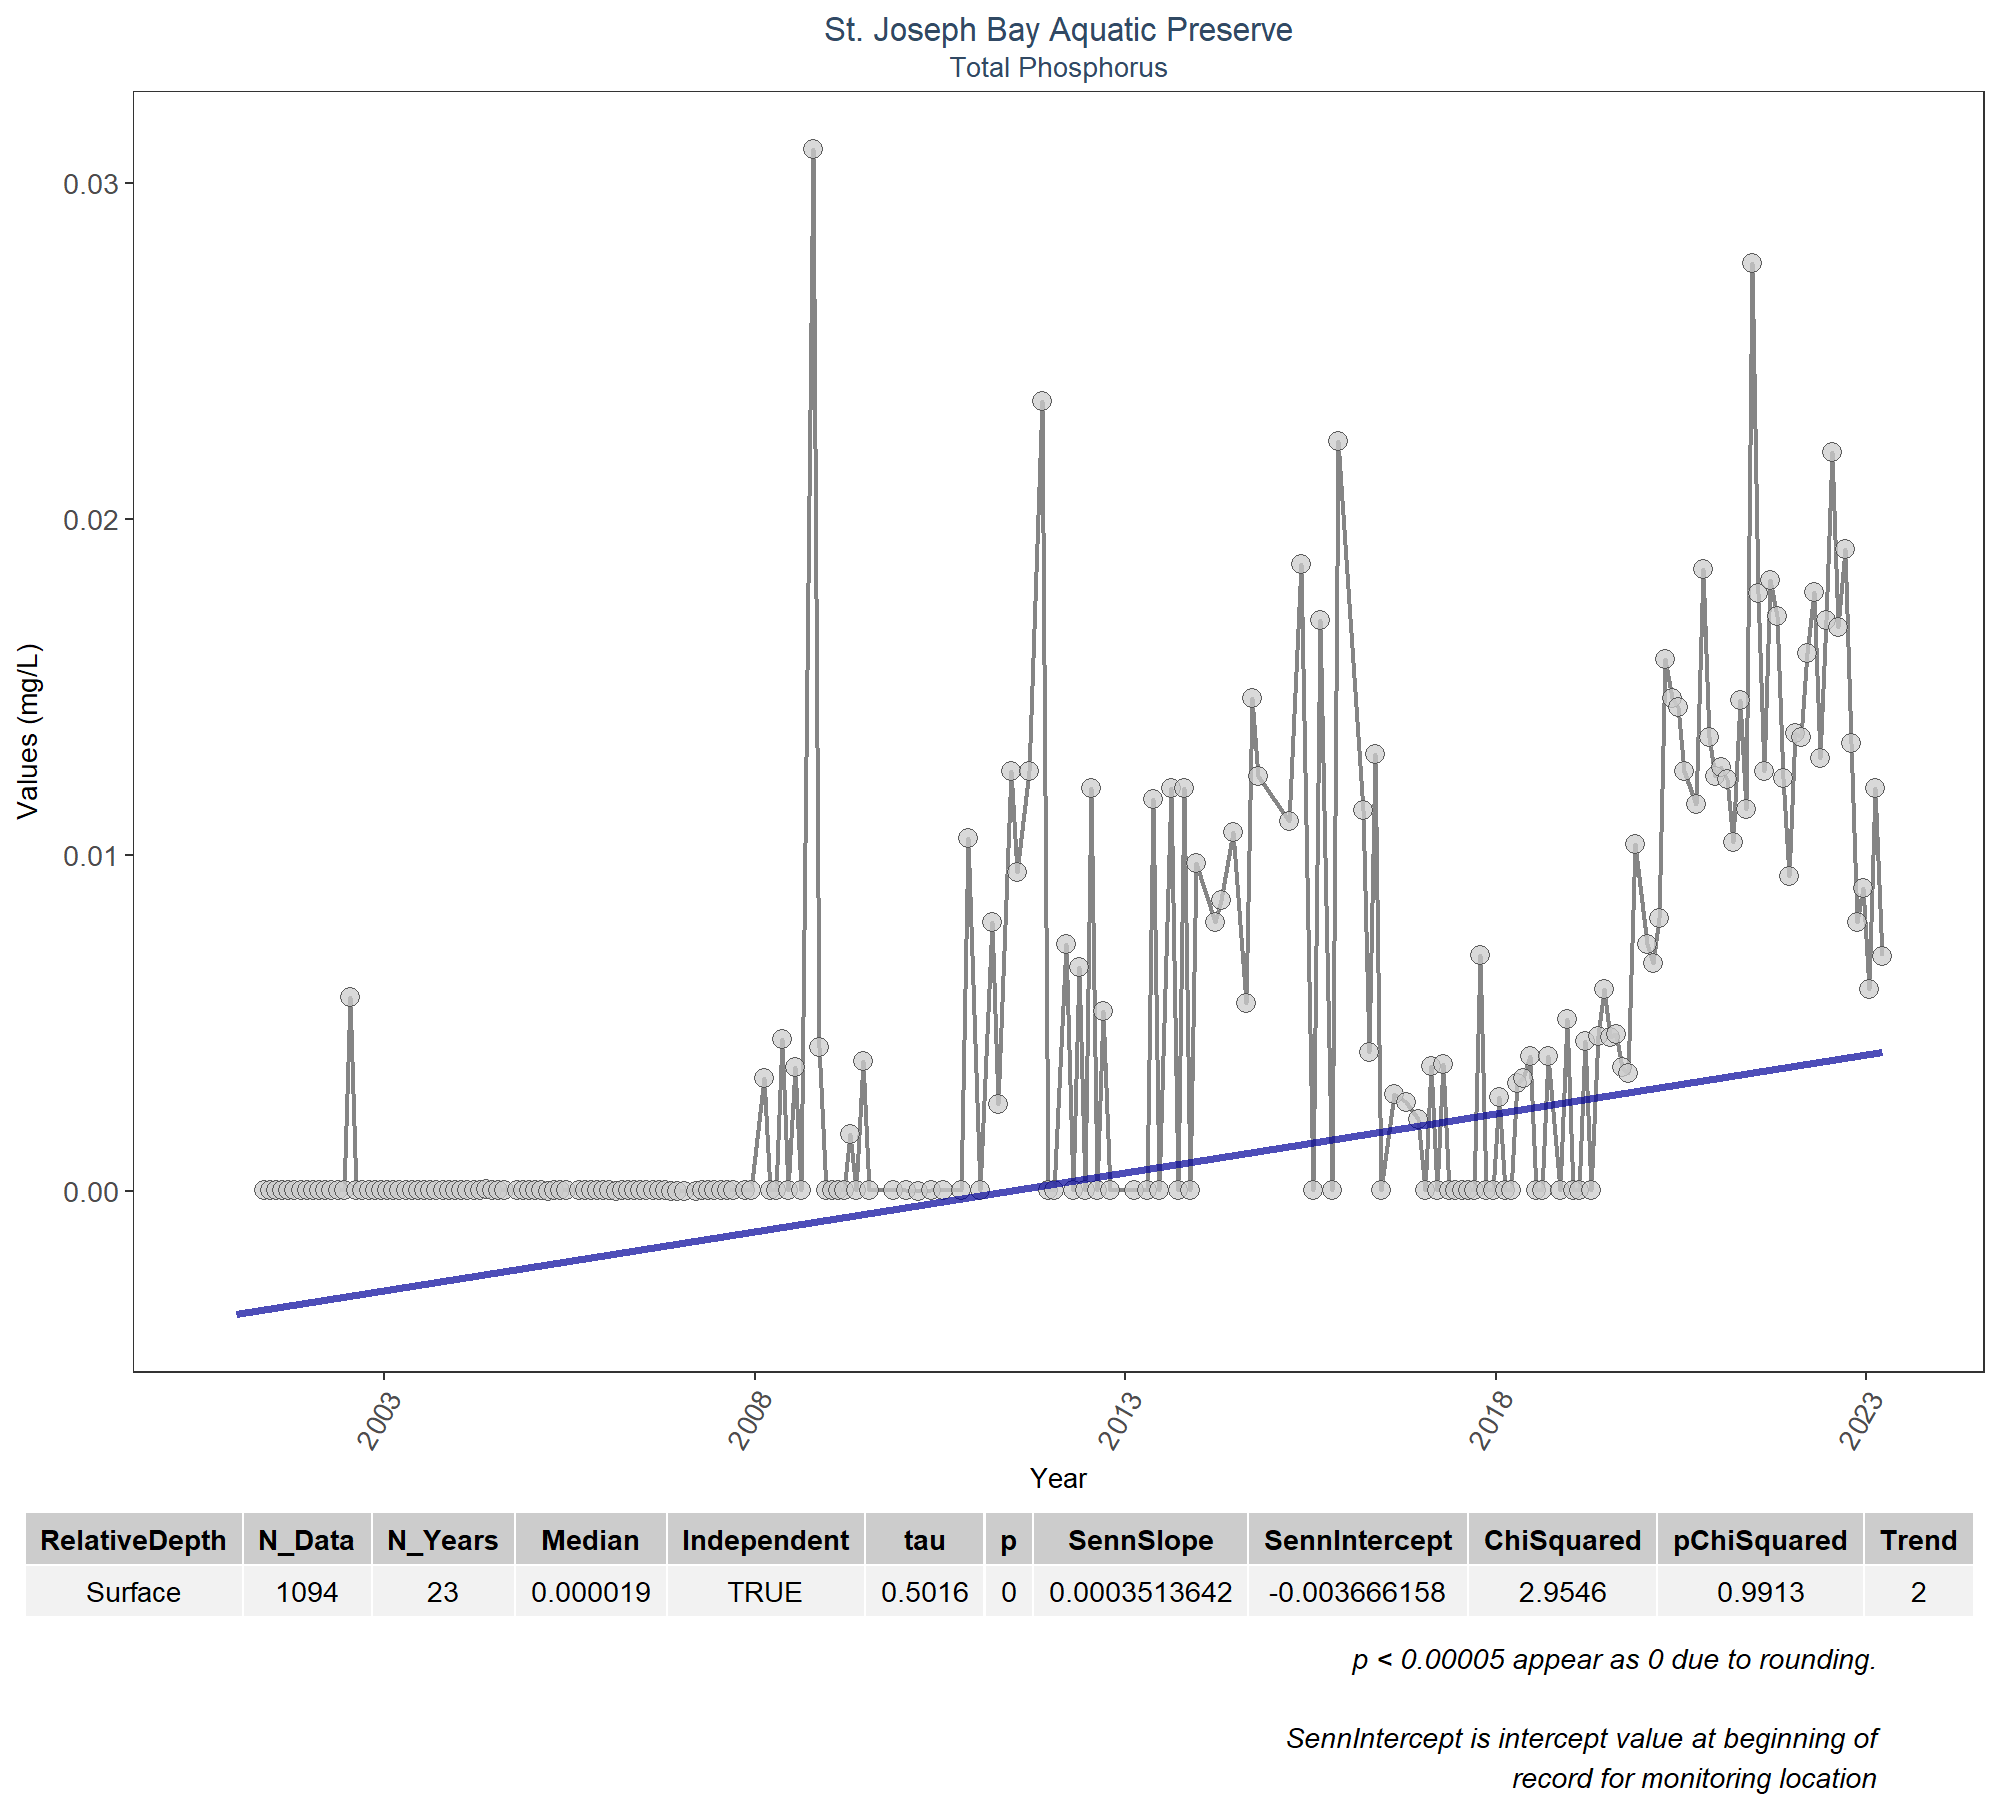 St. Joseph Bay Aquatic Preserve
Total Phosphorus
0.03
0.02
0.01
0.00
Values (mg/L)
2003 2008 2013 2018 2023
Year
RelativeDepth N_Data N_Years Median Independent tau p SennSlope SennIntercept ChiSquared pChiSquared Trend
Surface 1094 23 0.000019 TRUE 0.5016 0 0.0003513642 -0.003666158 2.9546 0.9913 2
p < 0.00005 appear as 0 due to rounding.
SennIntercept is intercept value at beginning of
record for monitoring location